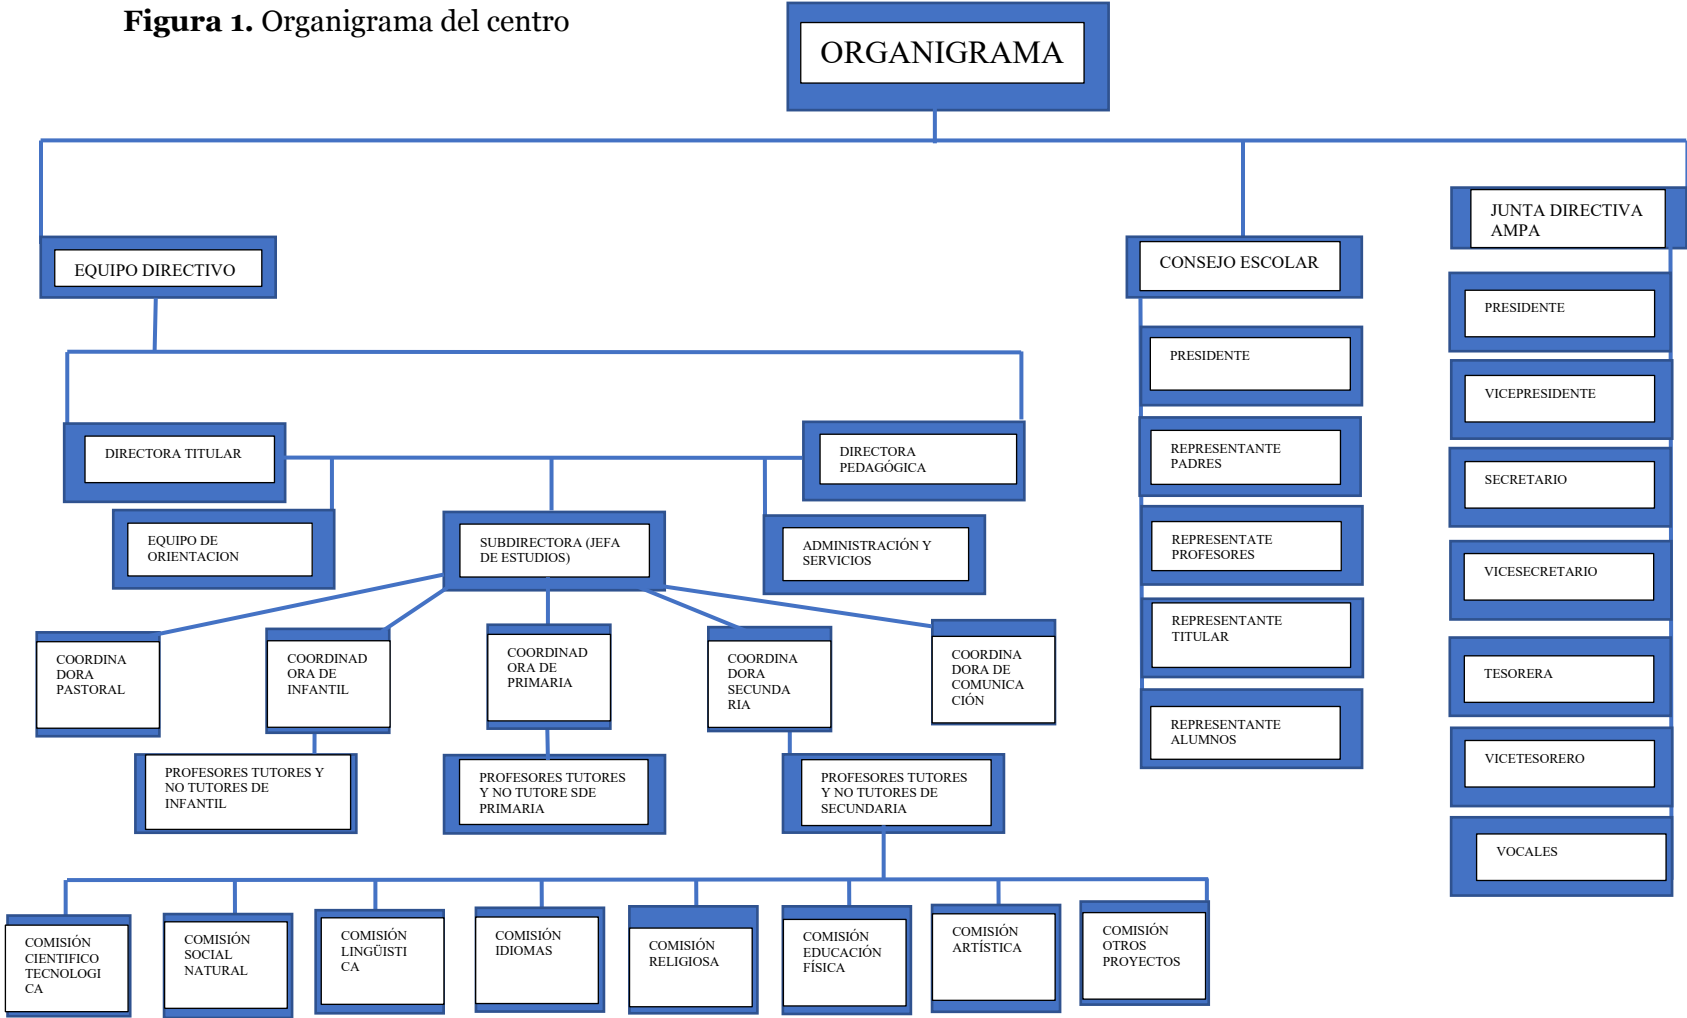 Figura 1. Organigrama del centro
ORGANIGRAMA
EQUIPO DIRECTIVO
CONSEJO ESCOLAR
JUNTA DIRECTIVA
AMPA
DIRECTORA TITULAR
DIRECTORA
PEDAGÓGICA
EQUIPO DE
ORIENTACION
SUBDIRECTORA (JEFA
DE ESTUDIOS)
ADMINISTRACIÓN Y
SERVICIOS
COORDINA
DORA
PASTORAL
COORDINAD
ORA DE
INFANTIL
COORDINAD
ORA DE
PRIMARIA
COORDINA
DORA
SECUNDA
RIA
COORDINA
DORA DE
COMUNICA
CIÓN
PROFESORES TUTORES Y
NO TUTORES DE
INFANTIL
PROFESORES TUTORES
Y NO TUTORE SDE
PRIMARIA
PROFESORES TUTORES
Y NO TUTORES DE
SECUNDARIA
COMISIÓN
CIENTIFICO
TECNOLOGI
CA
COMISIÓN
SOCIAL
NATURAL
COMISIÓN
LINGÜISTI
CA
COMISIÓN
IDIOMAS
COMISIÓN
RELIGIOSA
COMISIÓN
EDUCACIÓN
FÍSICA
COMISIÓN
ARTÍSTICA
COMISIÓN
OTROS
PROYECTOS
PRESIDENTE
REPRESENTANTE
PADRES
REPRESENTATE
PROFESORES
REPRESENTANTE
TITULAR
REPRESENTANTE
ALUMNOS
PRESIDENTE
VICEPRESIDENTE
SECRETARIO
VICESECRETARIO
TESORERA
VICETESORERO
VOCALES